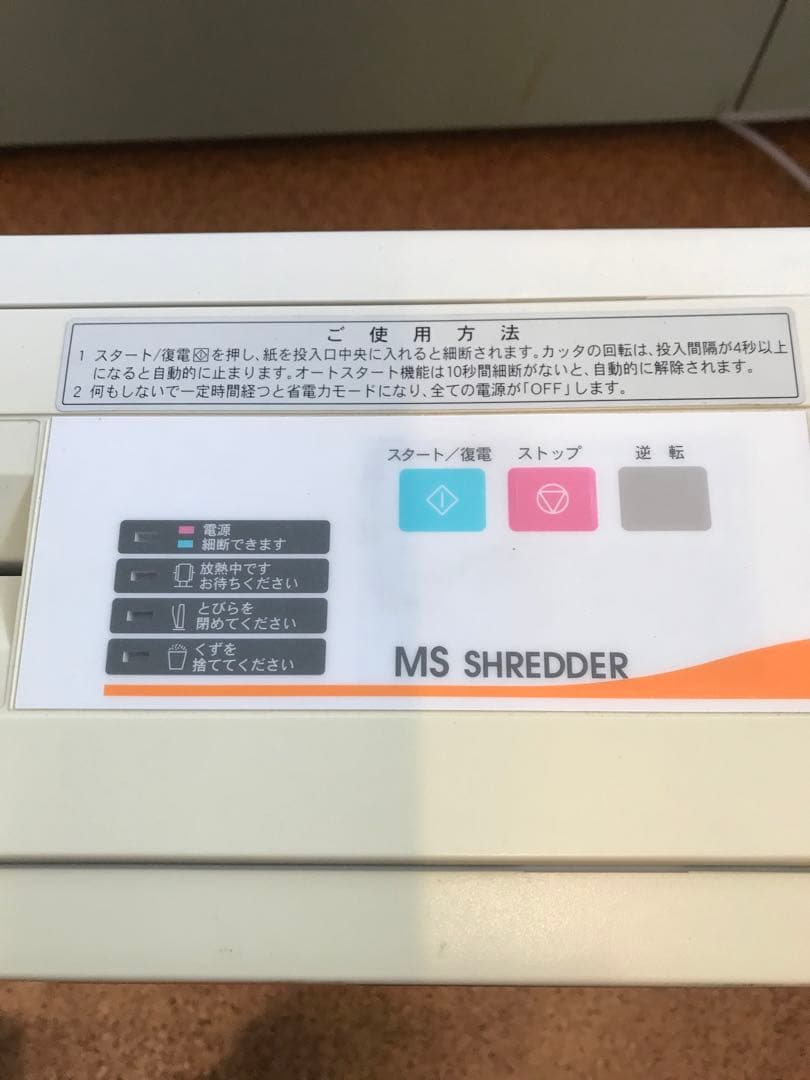 ご使用方法
1 スタート/復電を押し、紙を投入口中央に入れると細断されます。カッタの回転は、投入間隔が4秒以上
になると自動的に止まります。オートスタート機能は10秒間細断がないと、自動的に解除されます。
2 何もしないで一定時間経つと省電力モードになり、全ての電源が「OFF」します。
スタート/復電 ストップ 逆転
電源
細断できます
放熱中です
お待ちください
とびらを
閉めてください
くずを
捨ててください
MS SHREDDER